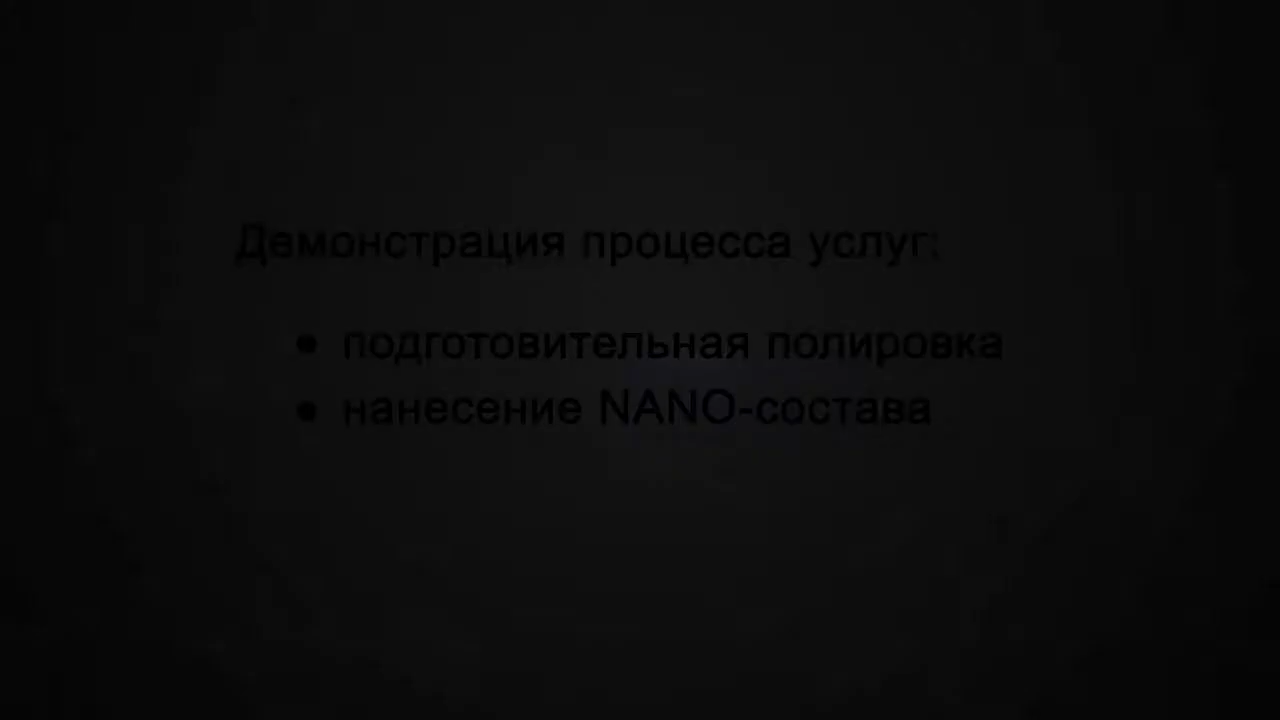 Демонстрация процесса услуг:
• подготовительная полировка
• нанесение NANO-состава